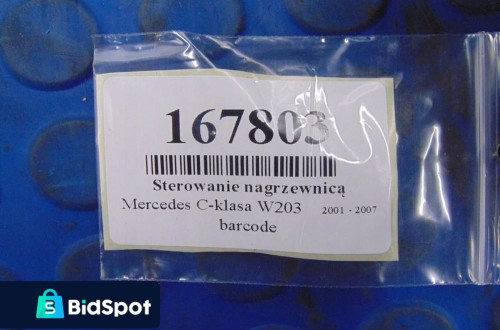 167803
Sterowanie nagrzewnicą
Mercedes C-klasa W203 2001 - 2007
barcode
S
BidSpot